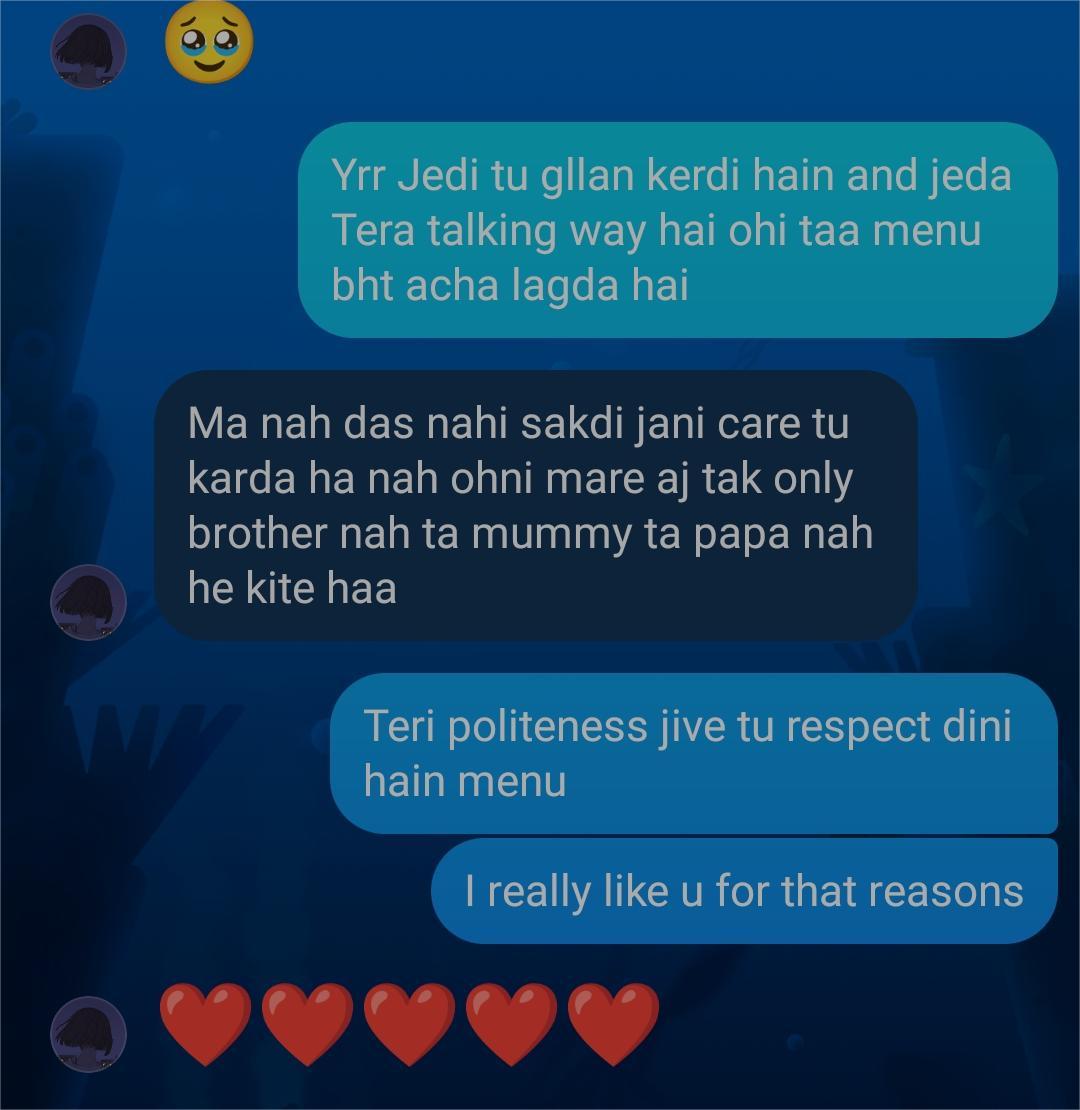 🥹
Yrr Jedi tu gllan kerdi hain and jeda
Tera talking way hai ohi taa menu
bht acha lagda hai
Ma nah das nahi sakdi jani care tu
karda ha nah ohni mare aj tak only
brother nah ta mummy ta papa nah
he kite haa
Teri politeness jive tu respect dini
hain menu
I really like u for that reasons
❤️❤️❤️❤️❤️